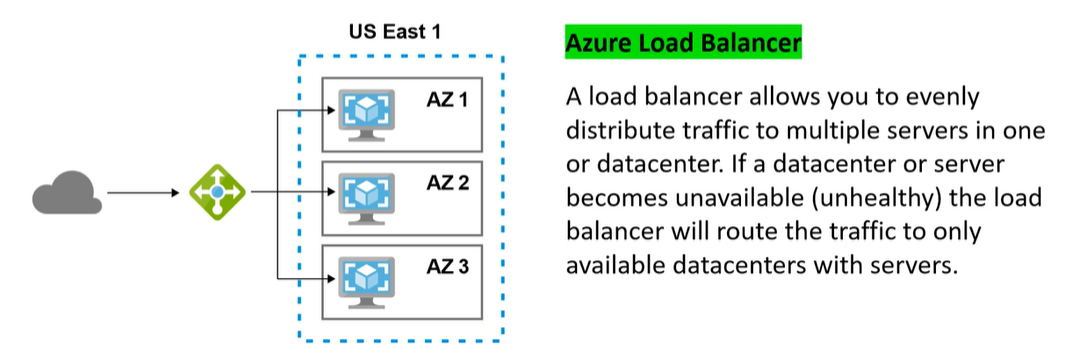 US East 1
AZ 1
AZ 2
AZ 3
Azure Load Balancer
A load balancer allows you to evenly
distribute traffic to multiple servers in one
or datacenter. If a datacenter or server
becomes unavailable (unhealthy) the load
balancer will route the traffic to only
available datacenters with servers.